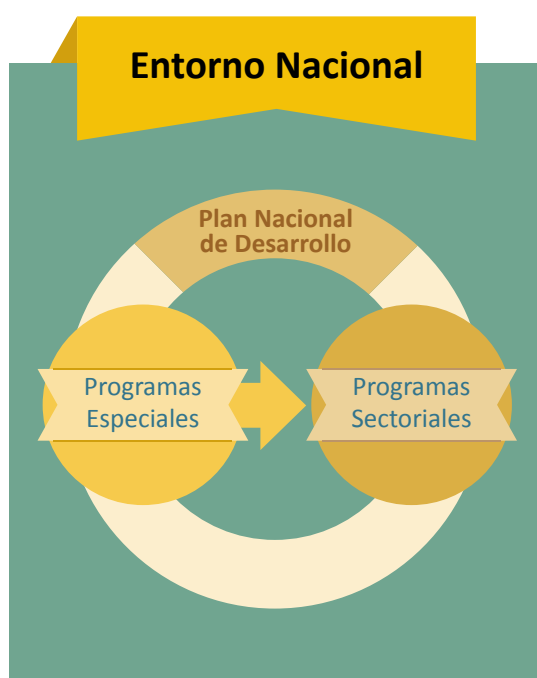 Entorno Nacional
Plan Nacional
de Desarrollo
Programas
Especiales
Programas
Sectoriales